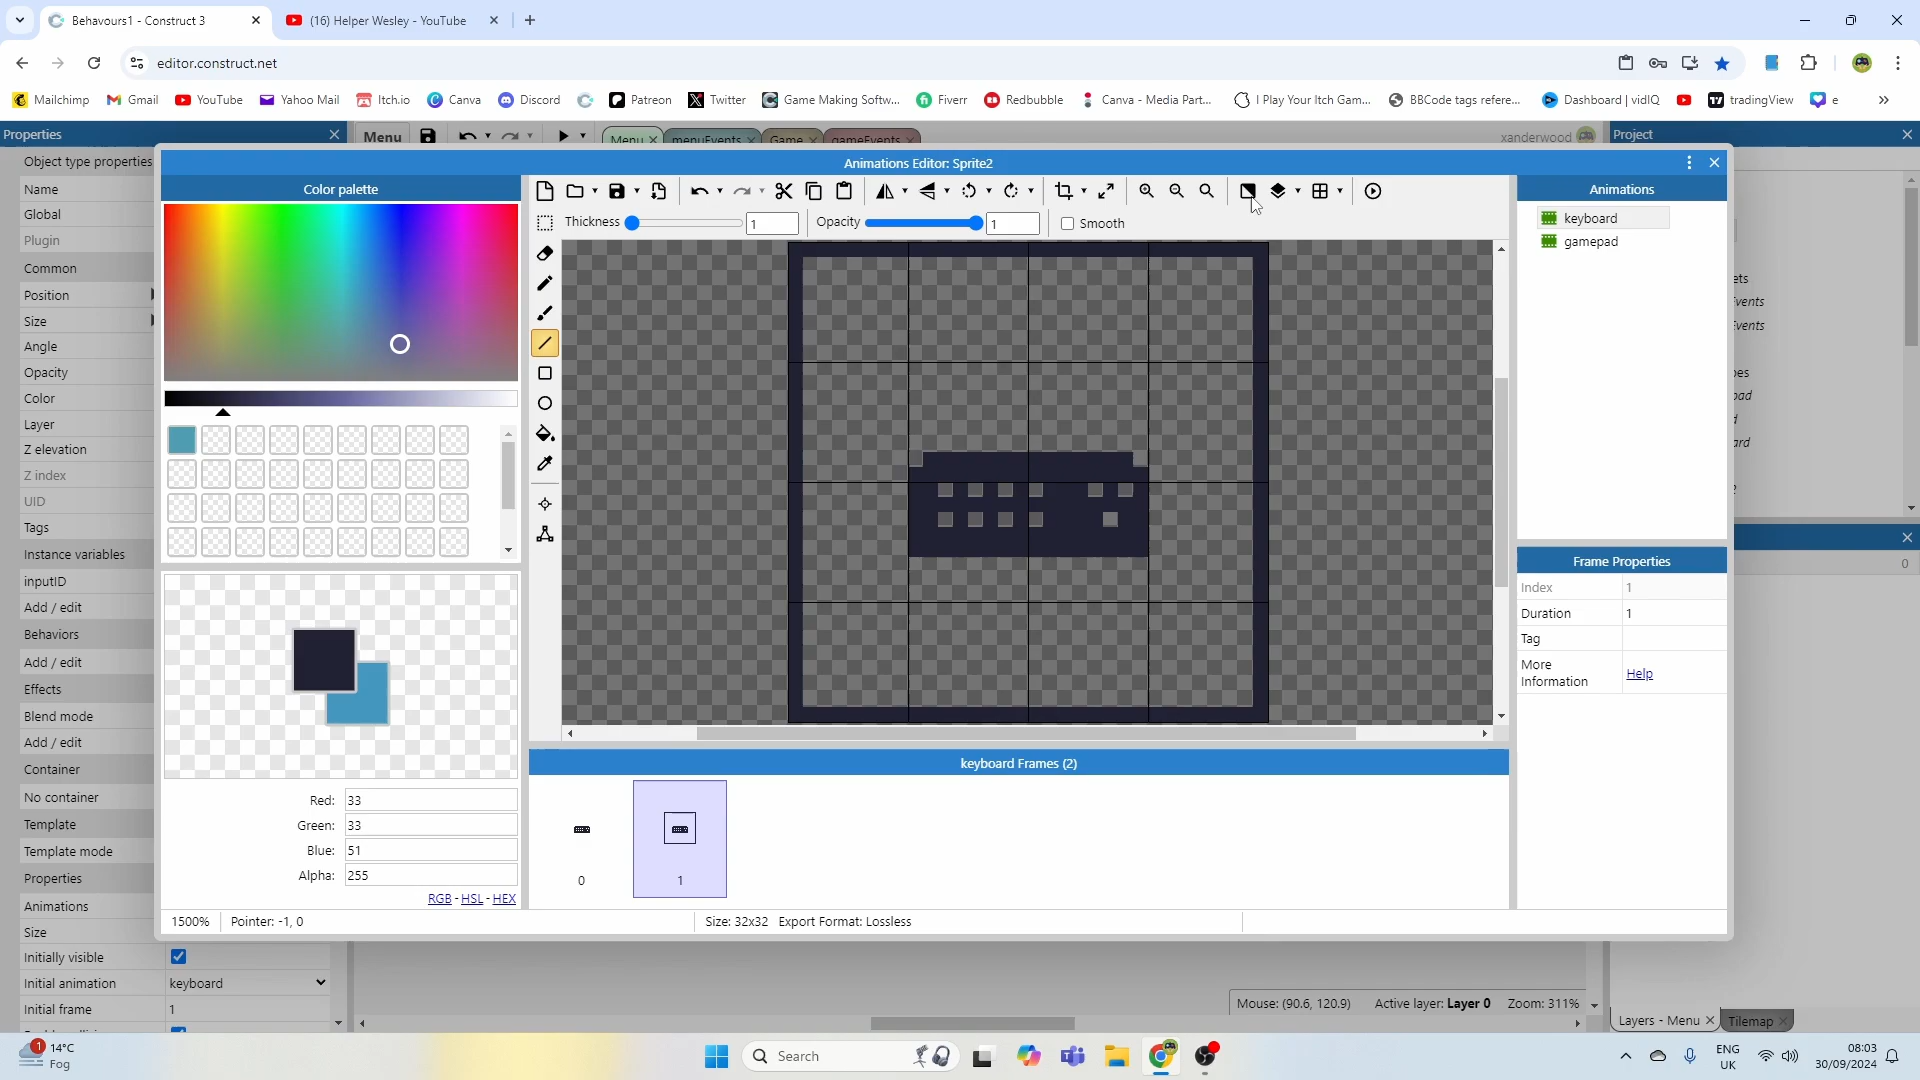 Behavours1 - Construct 3
(16) Helper Wesley - YouTube
editor.construct.net
Mailchimp
Gmail
YouTube
Yahoo Mail
Itch.io
Canva
Discord
Patreon
Twitter
Game Making Softw...
Fiverr
Redbubble
Canva - Media Part...
I Play Your Itch Gam...
BBCode tags refere...
Dashboard | vidIQ
tradingView
e
Properties
Menu
Menu
menuEvents
Game
gameEvents
xanderwood
Project
Object type properties
Name
Global
Plugin
Common
Position
Size
Angle
Opacity
Color
Layer
Z elevation
Z index
UID
Tags
Instance variables
inputID
Add / edit
Behaviors
Add / edit
Effects
Blend mode
Add / edit
Container
No container
Template
Template mode
Properties
Animations
Size
Initially visible
Initial animation keyboard
Initial frame 1
Animations Editor: Sprite2
Color palette
Thickness 1
Opacity 1
Smooth
Red: 33
Green: 33
Blue: 51
Alpha: 255
RGB - HSL - HEX
1500%
Pointer: -1, 0
Size: 32x32 Export Format: Lossless
keyboard Frames (2)
0
1
Animations
keyboard
gamepad
Frame Properties
Index 1
Duration 1
Tag
More Information Help
0
Mouse: (90.6, 120.9)
Active layer: Layer 0
Zoom: 311%
Layers - Menu
Tilemap
1
14°C
Fog
Search
ENG
UK
08:03
30/09/2024